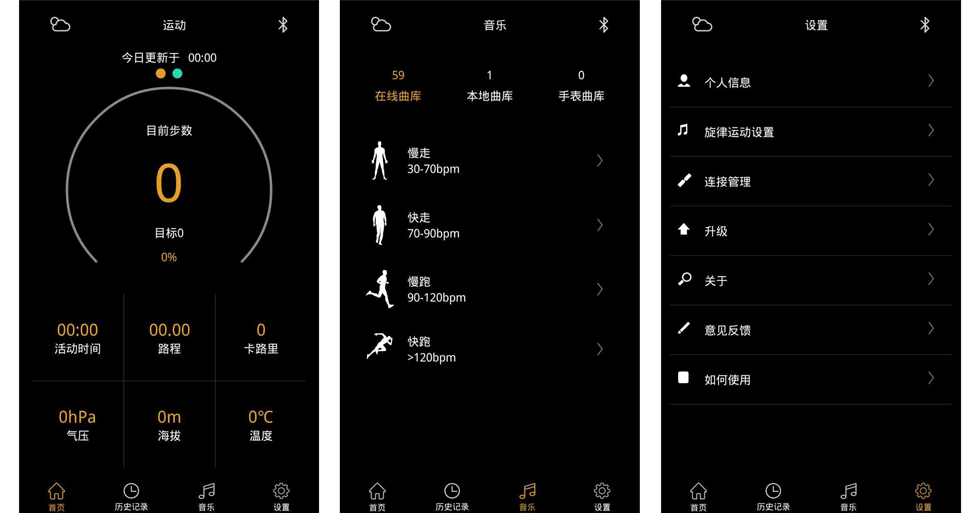 运动
今日更新于 00:00
目前步数
0
目标0
0%
00:00
活动时间
00.00
路程
0
卡路里
0hPa
气压
0m
海拔
0℃
温度
首页
历史记录
音乐
设置
音乐
59
在线曲库
1
本地曲库
0
手表曲库
慢走
30-70bpm
快走
70-90bpm
慢跑
90-120bpm
快跑
>120bpm
首页
历史记录
音乐
设置
设置
个人信息
旋律运动设置
连接管理
升级
关于
意见反馈
如何使用
首页
历史记录
音乐
设置